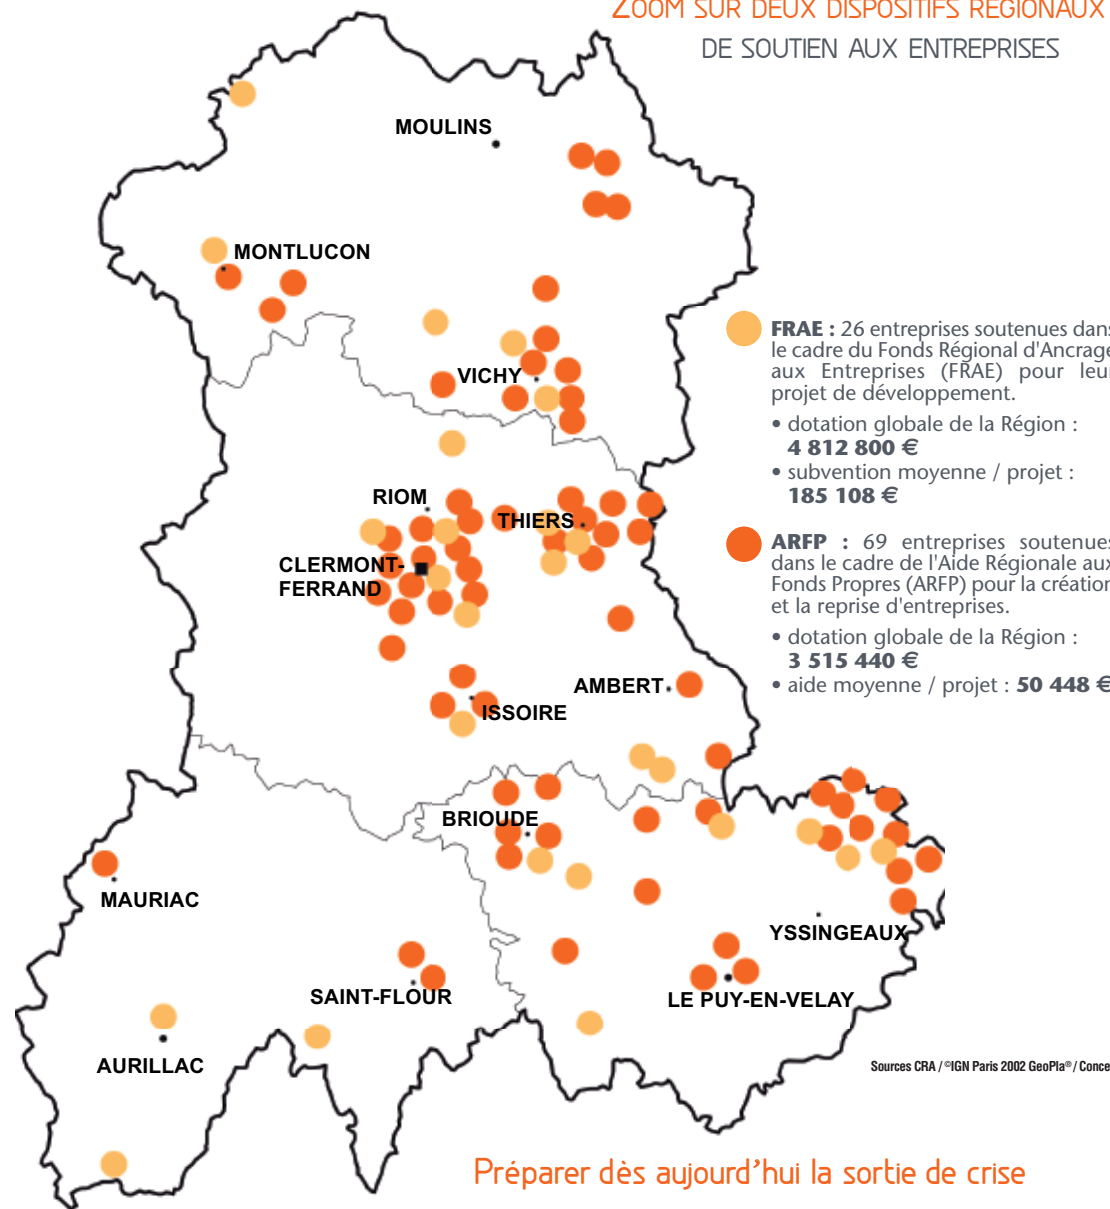 ZOOM SUR DEUX DISPOSITIFS RÉGIONAUX
DE SOUTIEN AUX ENTREPRISES
MOULINS
MONTLUCON
VICHY
RIOM
THIERS
CLERMONT-
FERRAND
AMBERT
ISSOIRE
BRIOUDE
MAURIAC
YSSINGEAUX
SAINT-FLOUR
LE PUY-EN-VELAY
AURILLAC
FRAE : 26 entreprises soutenues dans
le cadre du Fonds Régional d'Ancrage
aux Entreprises (FRAE) pour leur
projet de développement.
• dotation globale de la Région :
4 812 800 €
• subvention moyenne / projet :
185 108 €
ARFP : 69 entreprises soutenues
dans le cadre de l'Aide Régionale aux
Fonds Propres (ARFP) pour la création
et la reprise d'entreprises.
• dotation globale de la Région :
3 515 440 €
• aide moyenne / projet : 50 448 €
Sources CRA / ©IGN Paris 2002 GeoPla® / Conce
Préparer dès aujourd'hui la sortie de crise